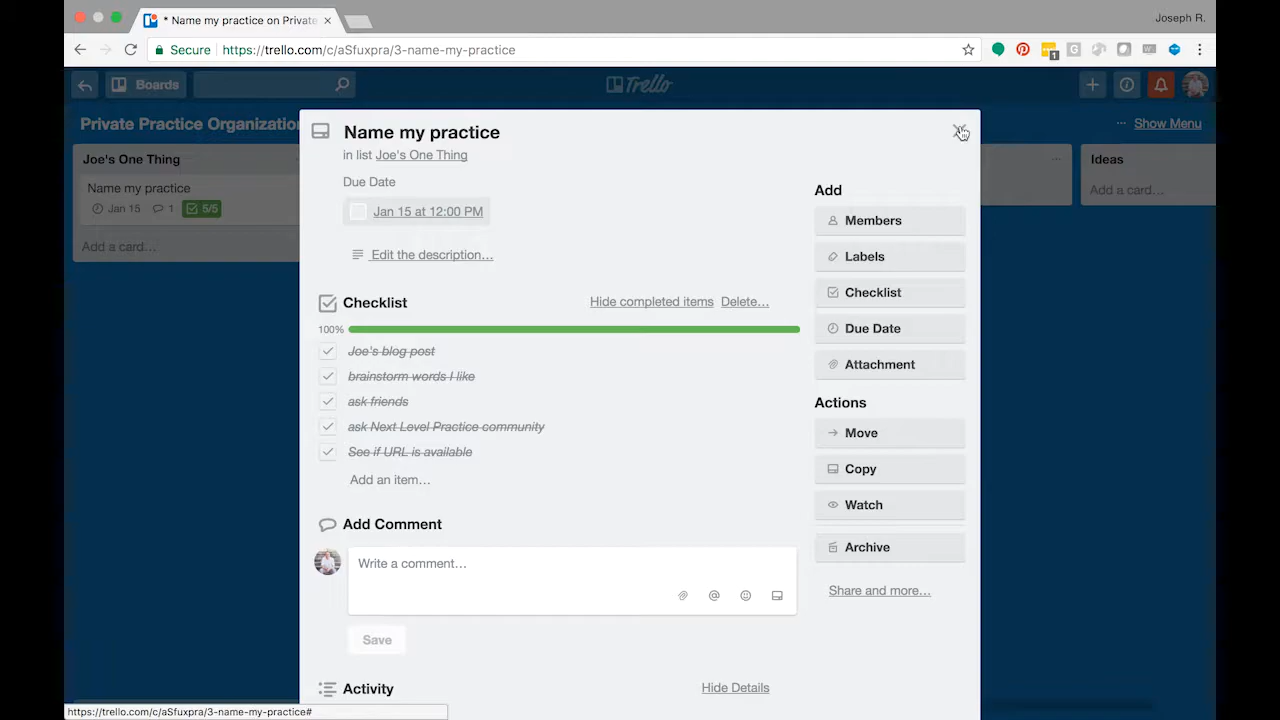 * Name my practice on Private
Joseph R.
Secure
https://trello.com/c/aSfuxpra/3-name-my-practice
1
Boards
Trello
Private Practice Organization
Show Menu
Joe's One Thing
Name my practice
Jan 15
1
5/5
Add a card…
Name my practice
in list Joe's One Thing
Due Date
Jan 15 at 12:00 PM
Edit the description…
Checklist
Hide completed items
Delete…
100%
Joe's blog post
brainstorm words I like
ask friends
ask Next Level Practice community
See if URL is available
Add an item…
Add Comment
Write a comment…
Save
Activity
Hide Details
Add
Members
Labels
Checklist
Due Date
Attachment
Actions
Move
Copy
Watch
Archive
Share and more…
Ideas
Add a card…
https://trello.com/c/aSfuxpra/3-name-my-practice#